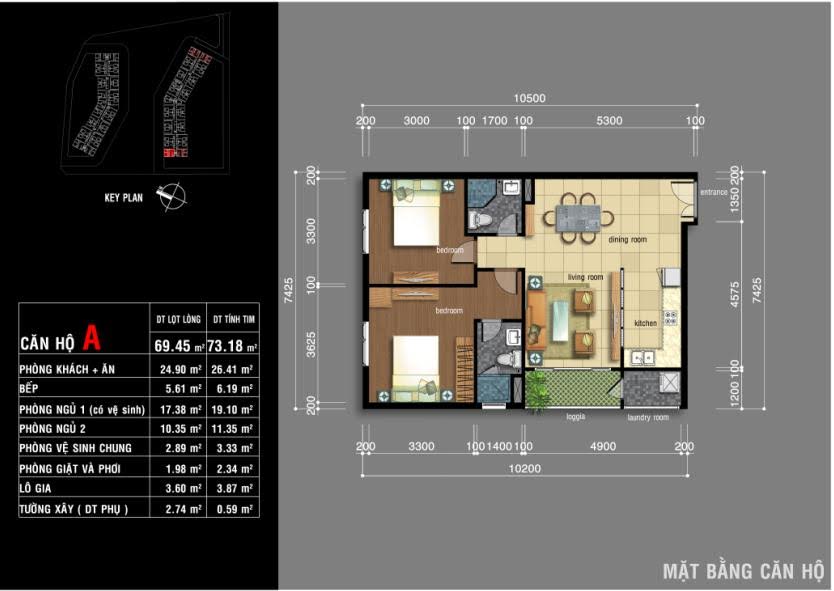 KEY PLAN
DT LỌT LÒNG DT TÍNH TIM
CĂN HỘ A 69.45 m² 73.18 m²
PHÒNG KHÁCH + ĂN 24.90 m² 26.41 m²
BẾP 5.61 m² 6.19 m²
PHÒNG NGỦ 1 (có vệ sinh) 17.38 m² 19.10 m²
PHÒNG NGỦ 2 10.35 m² 11.35 m²
PHÒNG VỆ SINH CHUNG 2.89 m² 3.33 m²
PHÒNG GIẶT VÀ PHƠI 1.98 m² 2.34 m²
LÔ GIA 3.60 m² 3.87 m²
TƯỜNG XÂY ( DT PHỤ ) 2.74 m² 0.59 m²
10500
200 3000 100 1700 100 5300 100
200
3300
100
3625
200
7425
entrance
dining room
bedroom
living room
bedroom
kitchen
loggia
laundry room
200
1350
4575
100
1200
7425
200 3300 100 1400 100 4900 200
10200
MẶT BẰNG CĂN HỘ